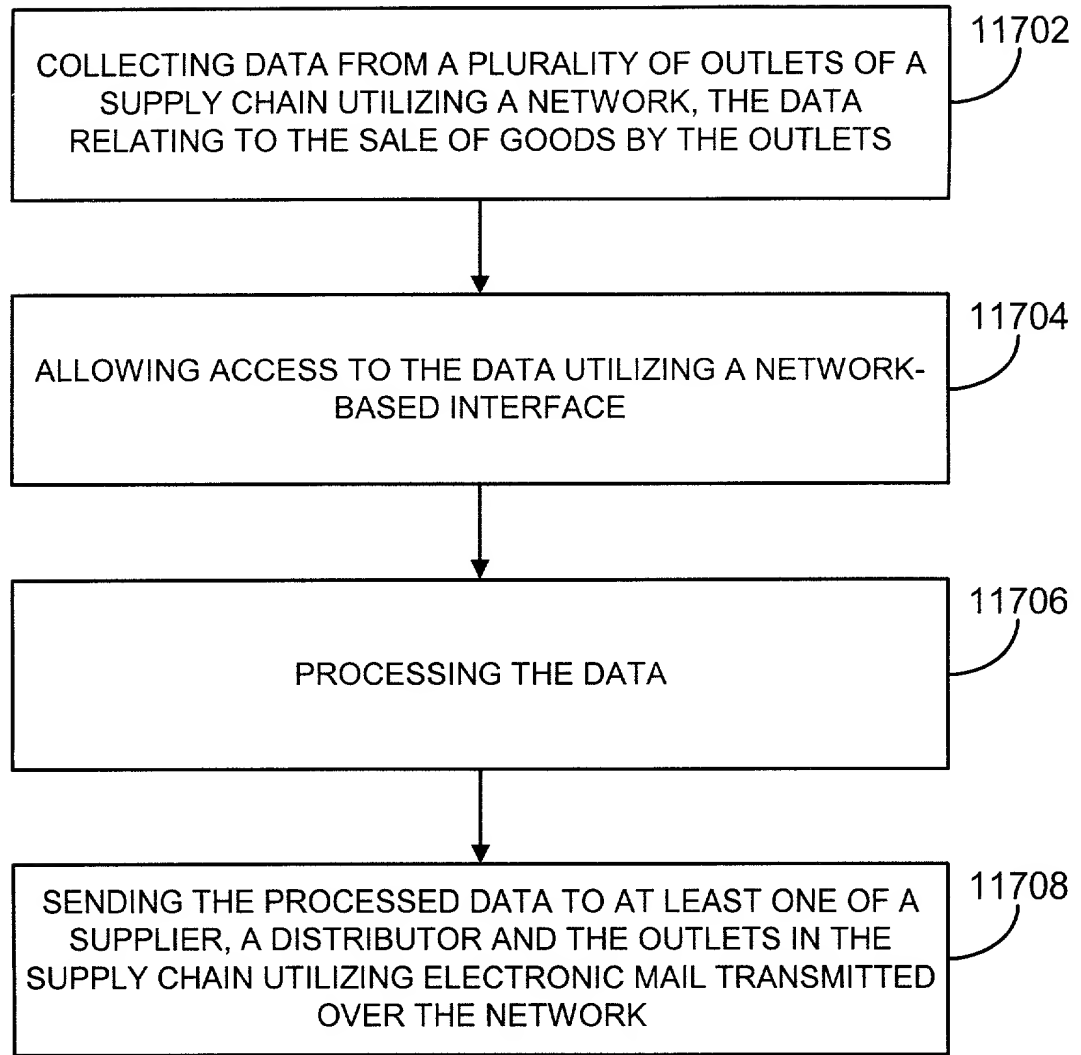 11702
COLLECTING DATA FROM A PLURALITY OF OUTLETS OF A
SUPPLY CHAIN UTILIZING A NETWORK, THE DATA
RELATING TO THE SALE OF GOODS BY THE OUTLETS
11704
ALLOWING ACCESS TO THE DATA UTILIZING A NETWORK-
BASED INTERFACE
11706
PROCESSING THE DATA
11708
SENDING THE PROCESSED DATA TO AT LEAST ONE OF A
SUPPLIER, A DISTRIBUTOR AND THE OUTLETS IN THE
SUPPLY CHAIN UTILIZING ELECTRONIC MAIL TRANSMITTED
OVER THE NETWORK